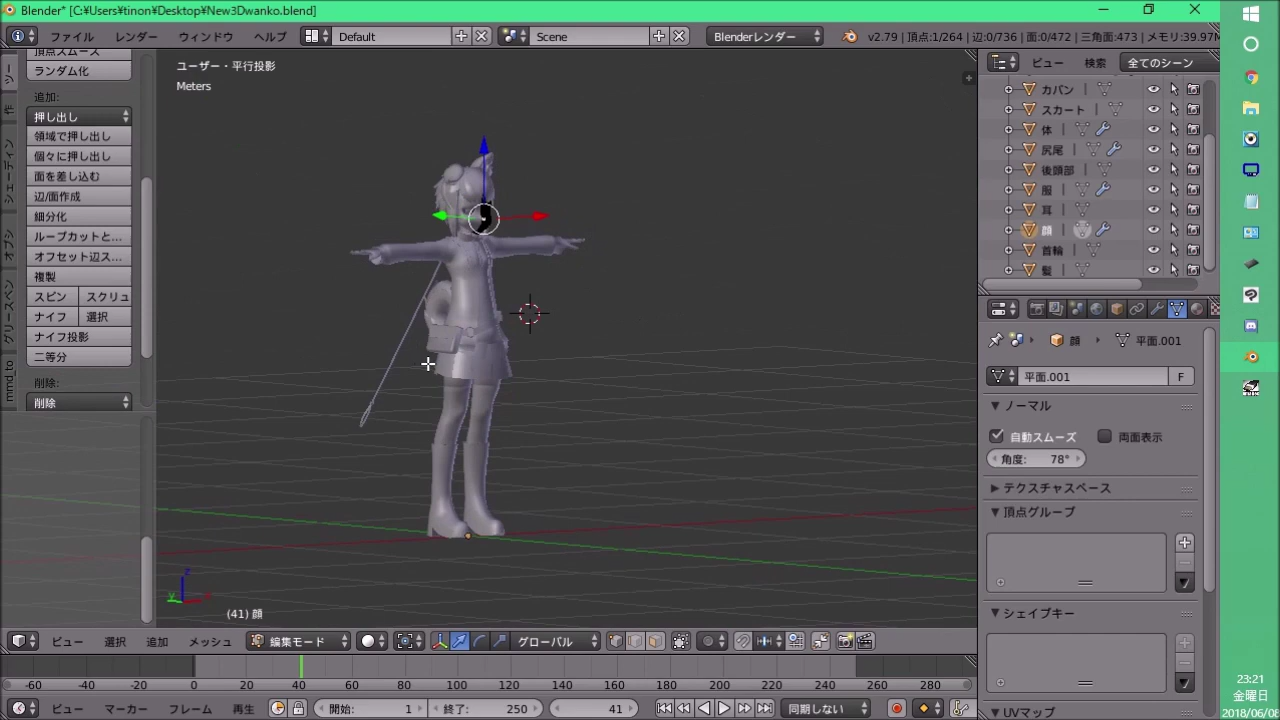 Blender* [C:¥Users¥tinon¥Desktop¥New3Dwanko.blend]
ファイル レンダー ウィンドウ ヘルプ Default Scene Blenderレンダー v2.79 | 頂点:1/264 | 辺:0/736 | 面:0/472 | 三角面:473 | メモリ:39.97M
頂点スムーズ
ランダム化
追加:
押し出し
領域で押し出し
個々に押し出し
面を差し込む
辺/面作成
細分化
ループカットと...
オフセット辺ス...
複製
スピン スクリュ
ナイフ 選択
ナイフ投影
二等分
削除:
削除
mmd_to
ユーザー・平行投影
Meters
(41) 顔
z
y
ビュー 選択 追加 メッシュ 編集モード グローバル
-60 -40 -20 0 20 40 60 80 100 120 140 160 180 200 220 240 260 280
ビュー マーカー フレーム 再生 開始: 1 終了: 250 41 同期しない
ビュー 検索 全てのシーン
カバン
スカート
体
尻尾
後頭部
服
耳
顔
首輪
髪
顔 平面.001
平面.001 F
ノーマル
自動スムーズ 両面表示
角度: 78°
テクスチャスペース
頂点グループ
シェイプキー
UVマップ
23:21
金曜日
2018/06/08